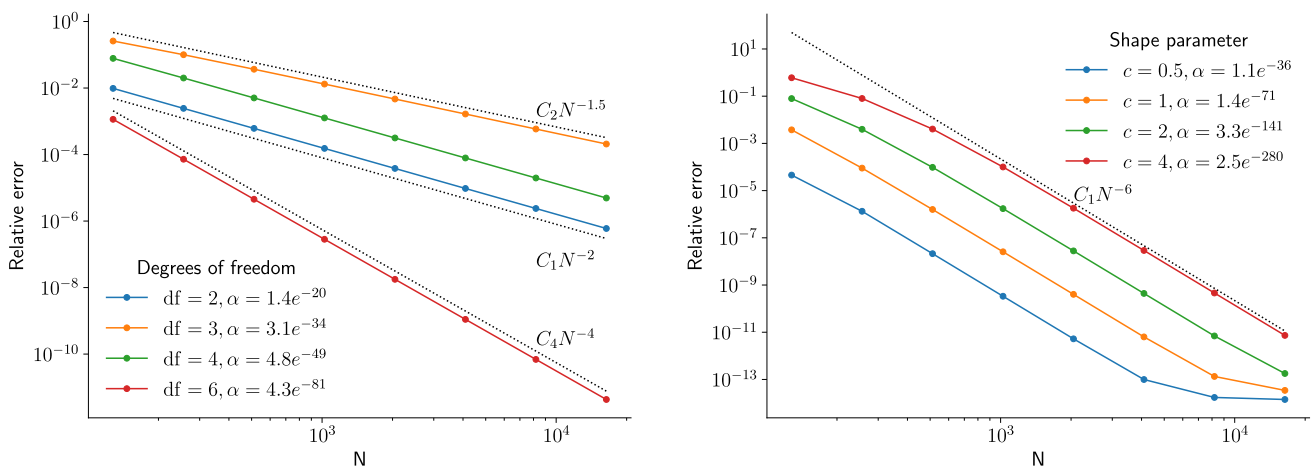 10^0
10^−2
10^−4
10^−6
10^−8
10^−10
Relative error
C_2N^−1.5
C_1N^−2
C_4N^−4
Degrees of freedom
df = 2, α = 1.4e^−20
df = 3, α = 3.1e^−34
df = 4, α = 4.8e^−49
df = 6, α = 4.3e^−81
10^3
10^4
N
10^1
10^−1
10^−3
10^−5
10^−7
10^−9
10^−11
10^−13
Relative error
Shape parameter
c = 0.5, α = 1.1e^−36
c = 1, α = 1.4e^−71
c = 2, α = 3.3e^−141
c = 4, α = 2.5e^−280
C_1N^−6
10^3
10^4
N